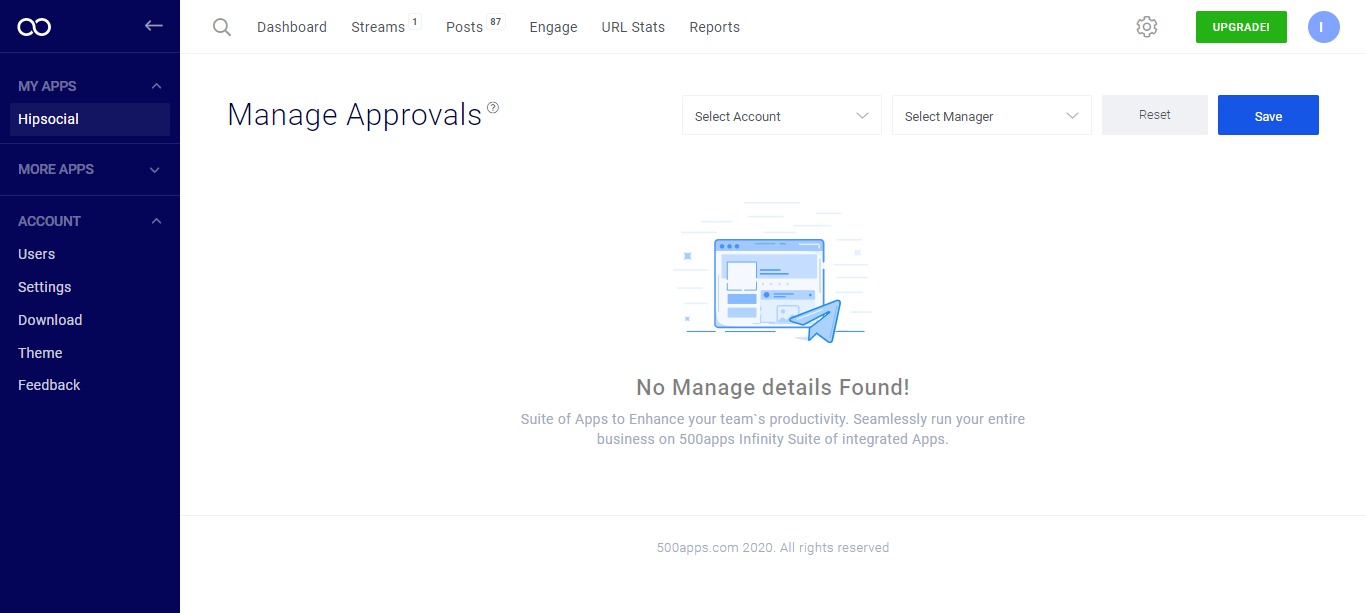 Dashboard Streams 1 Posts 87 Engage URL Stats Reports UPGRADE! I
MY APPS
Hipsocial
MORE APPS
ACCOUNT
Users
Settings
Download
Theme
Feedback
Manage Approvals ?
Select Account Select Manager Reset Save
No Manage details Found!
Suite of Apps to Enhance your team`s productivity. Seamlessly run your entire
business on 500apps Infinity Suite of integrated Apps.
500apps.com 2020. All rights reserved